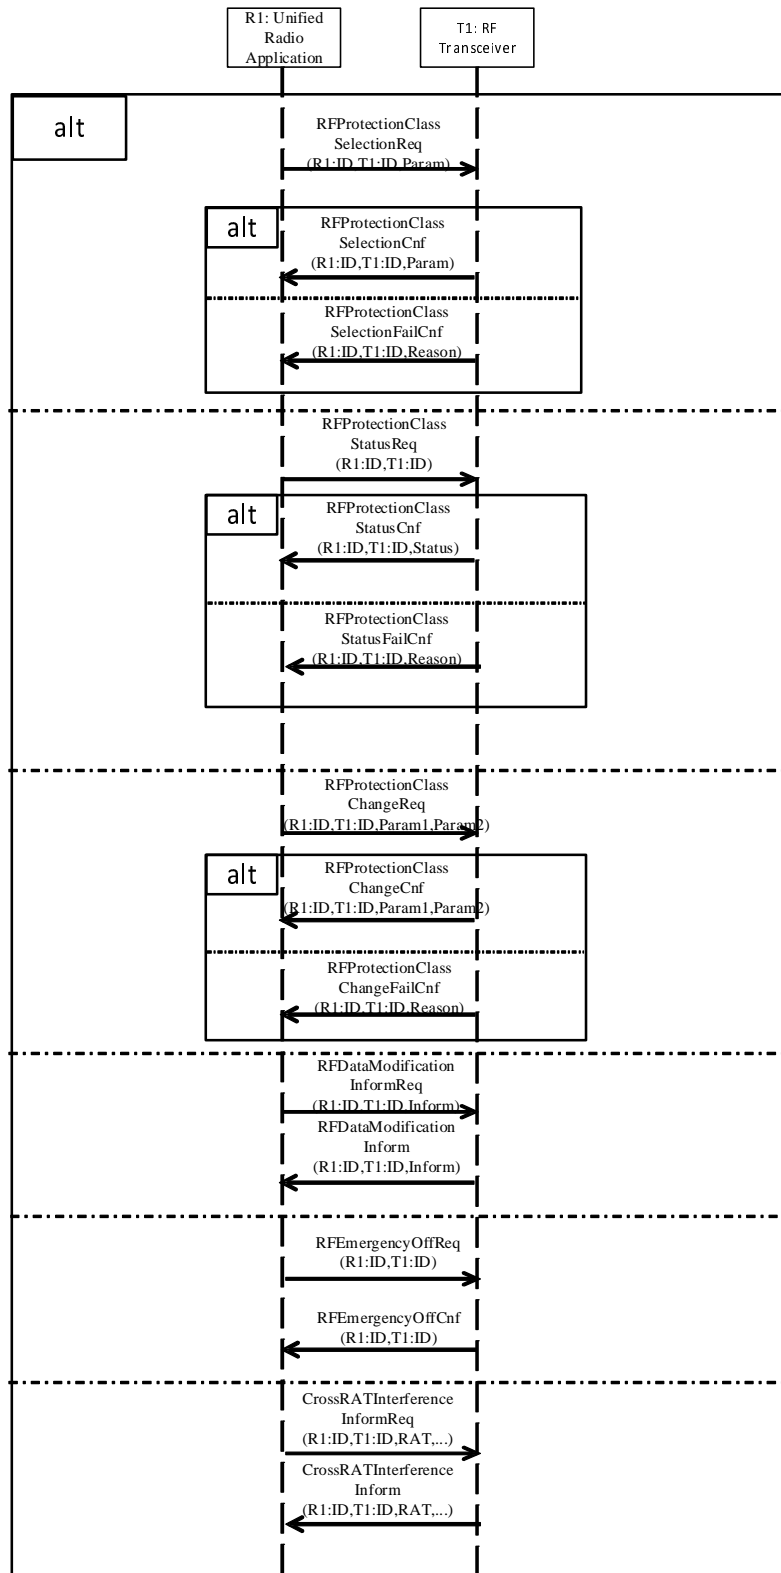 R1: Unified
Radio
Application
T1: RF
Transceiver
alt
RFProtectionClass
SelectionReq
(R1:ID,T1:ID,Param)
alt
RFProtectionClass
SelectionCnf
(R1:ID,T1:ID,Param)
RFProtectionClass
SelectionFailCnf
(R1:ID,T1:ID,Reason)
RFProtectionClass
StatusReq
(R1:ID,T1:ID)
alt
RFProtectionClass
StatusCnf
(R1:ID,T1:ID,Status)
RFProtectionClass
StatusFailCnf
(R1:ID,T1:ID,Reason)
RFProtectionClass
ChangeReq
(R1:ID,T1:ID,Param1,Param2)
alt
RFProtectionClass
ChangeCnf
(R1:ID,T1:ID,Param1,Param2)
RFProtectionClass
ChangeFailCnf
(R1:ID,T1:ID,Reason)
RFDataModification
InformReq
(R1:ID,T1:ID,Inform)
RFDataModification
Inform
(R1:ID,T1:ID,Inform)
RFEmergencyOffReq
(R1:ID,T1:ID)
RFEmergencyOffCnf
(R1:ID,T1:ID)
CrossRATInterference
InformReq
(R1:ID,T1:ID,RAT,...)
CrossRATInterference
Inform
(R1:ID,T1:ID,RAT,...)